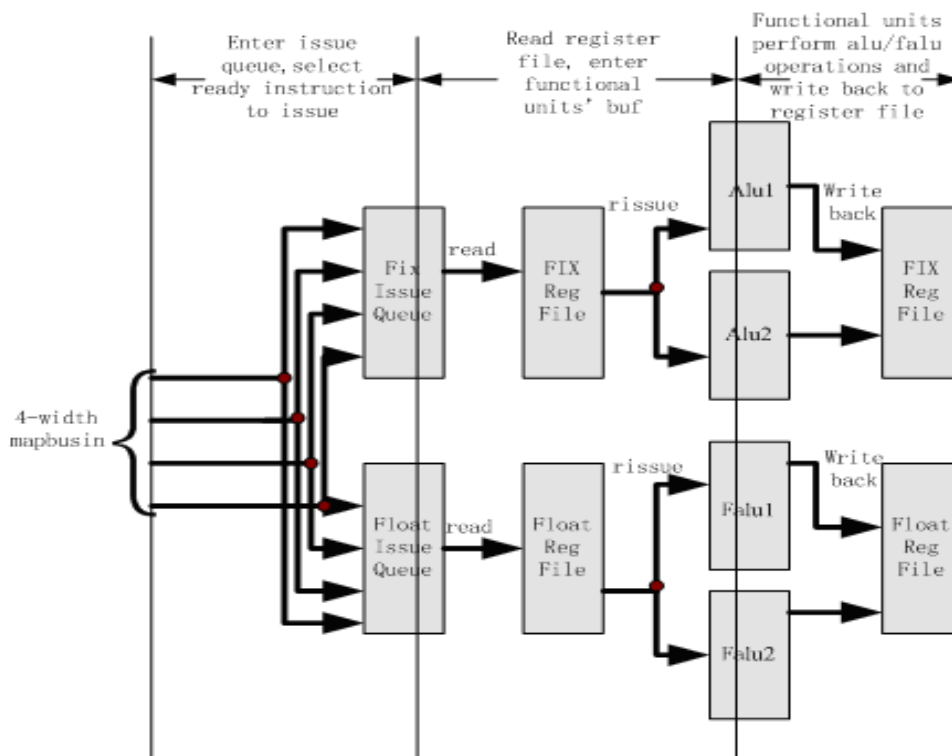 Enter issue
queue,select
ready instruction
to issue
Read register
file, enter
functional
units' buf
Functional units
perform alu/falu
operations and
write back to
register file
4-width
mapbusin
Fix
Issue
Queue
read
FIX
Reg
File
rissue
Alu1
Alu2
Write
back
FIX
Reg
File
Float
Issue
Queue
read
Float
Reg
File
rissue
Falu1
Falu2
Write
back
Float
Reg
File